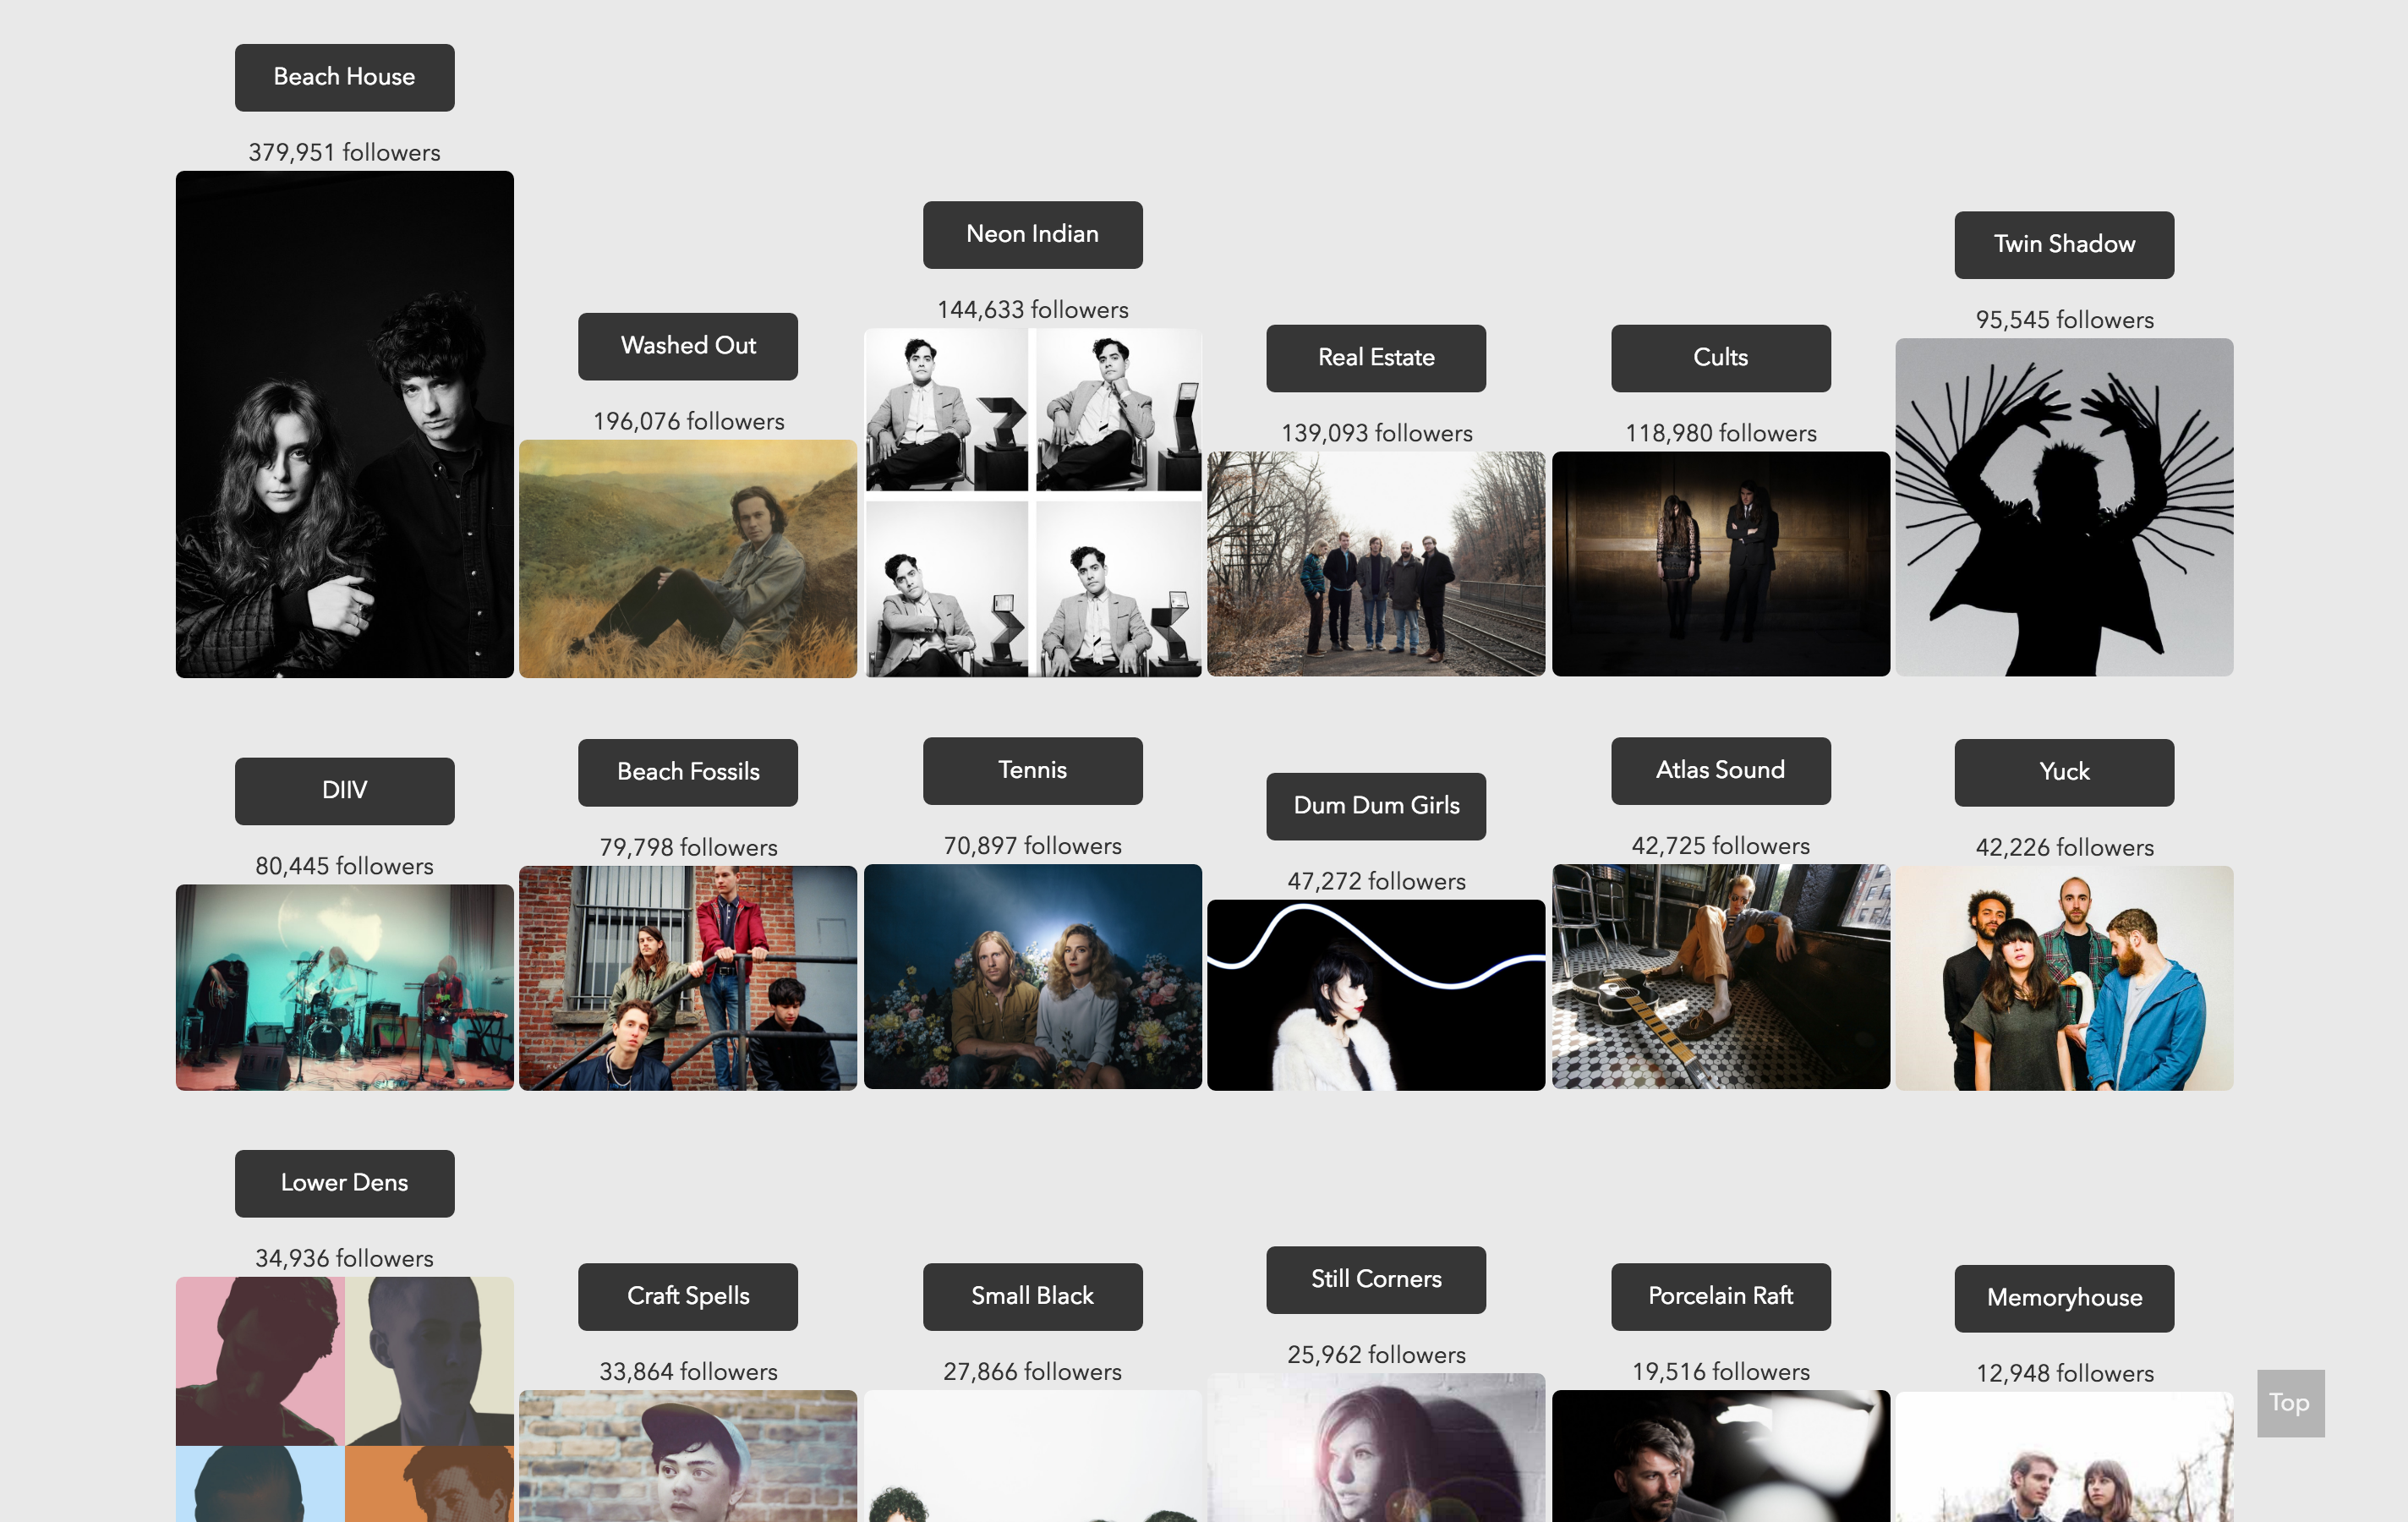 Beach House
379,951 followers
Washed Out
196,076 followers
Neon Indian
144,633 followers
Real Estate
139,093 followers
Cults
118,980 followers
Twin Shadow
95,545 followers
DIIV
80,445 followers
Beach Fossils
79,798 followers
Tennis
70,897 followers
Dum Dum Girls
47,272 followers
Atlas Sound
42,725 followers
Yuck
42,226 followers
Lower Dens
34,936 followers
Craft Spells
33,864 followers
Small Black
27,866 followers
Still Corners
25,962 followers
Porcelain Raft
19,516 followers
Memoryhouse
12,948 followers
Top